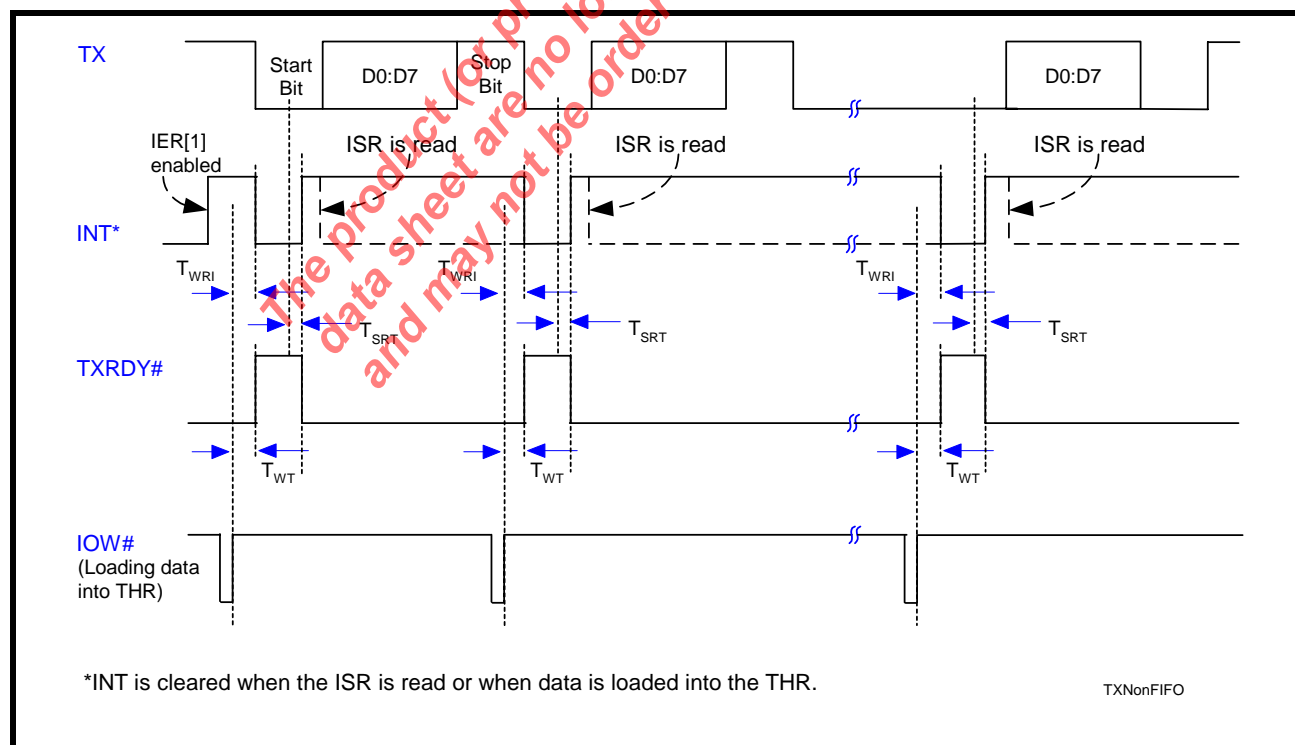 TX
Start
Bit
D0:D7
Stop
Bit
D0:D7
D0:D7
IER[1]
enabled
ISR is read
ISR is read
ISR is read
INT*
TWRI
TWRI
TWRI
TSRT
TSRT
TSRT
TXRDY#
TWT
TWT
TWT
IOW#
(Loading data
into THR)
*INT is cleared when the ISR is read or when data is loaded into the THR.
TXNonFIFO
The product (or pr
data sheet are no lo
and may not be order